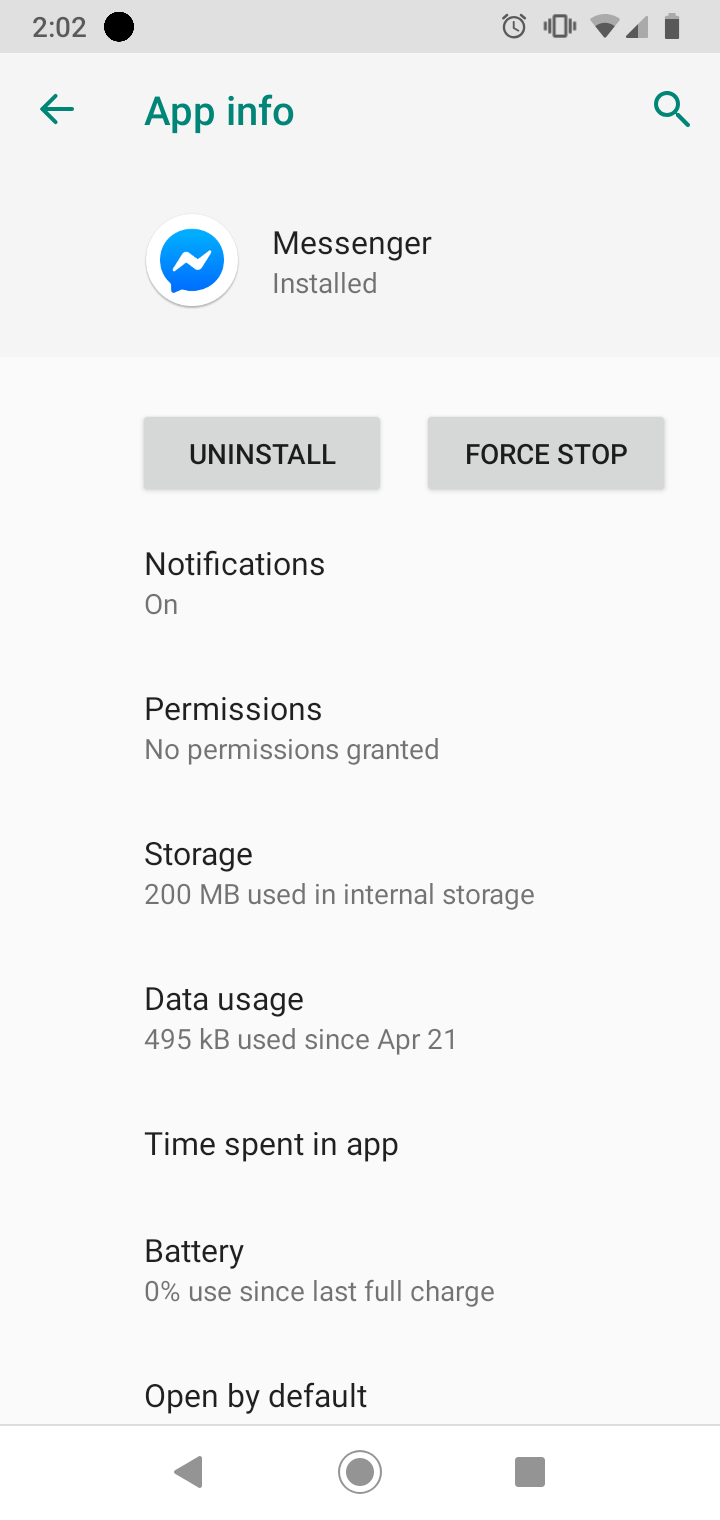 2:02
App info
Messenger
Installed
UNINSTALL
FORCE STOP
Notifications
On
Permissions
No permissions granted
Storage
200 MB used in internal storage
Data usage
495 kB used since Apr 21
Time spent in app
Battery
0% use since last full charge
Open by default